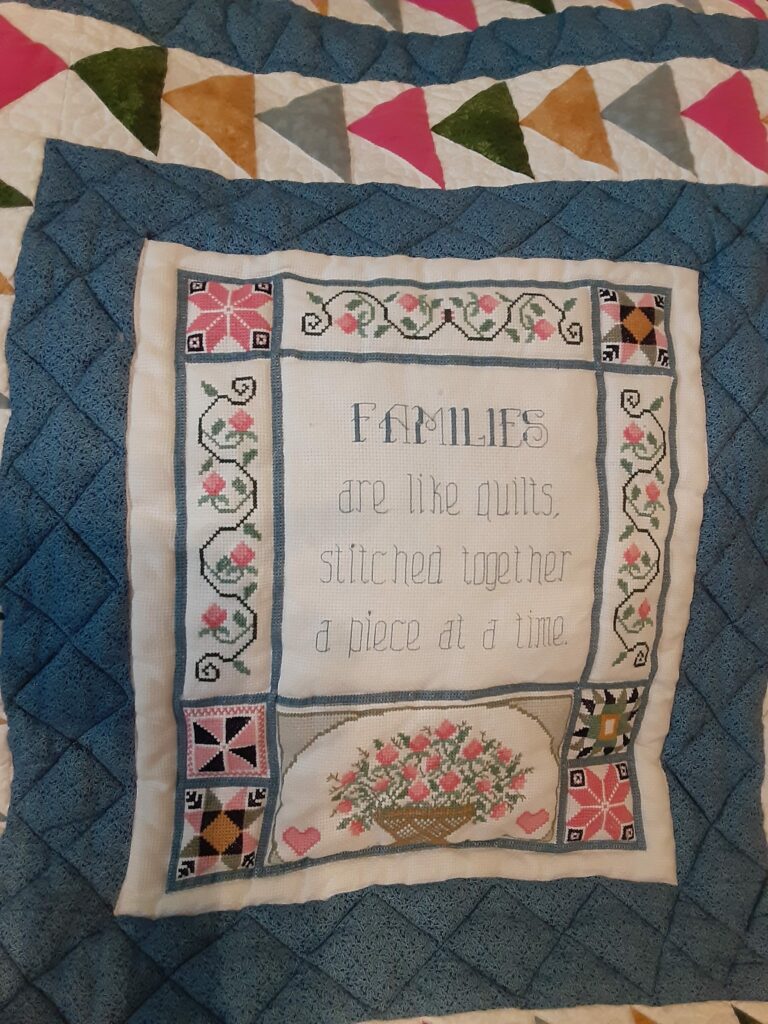 FAMILIES
are like quilts,
stitched together
a piece at a time.